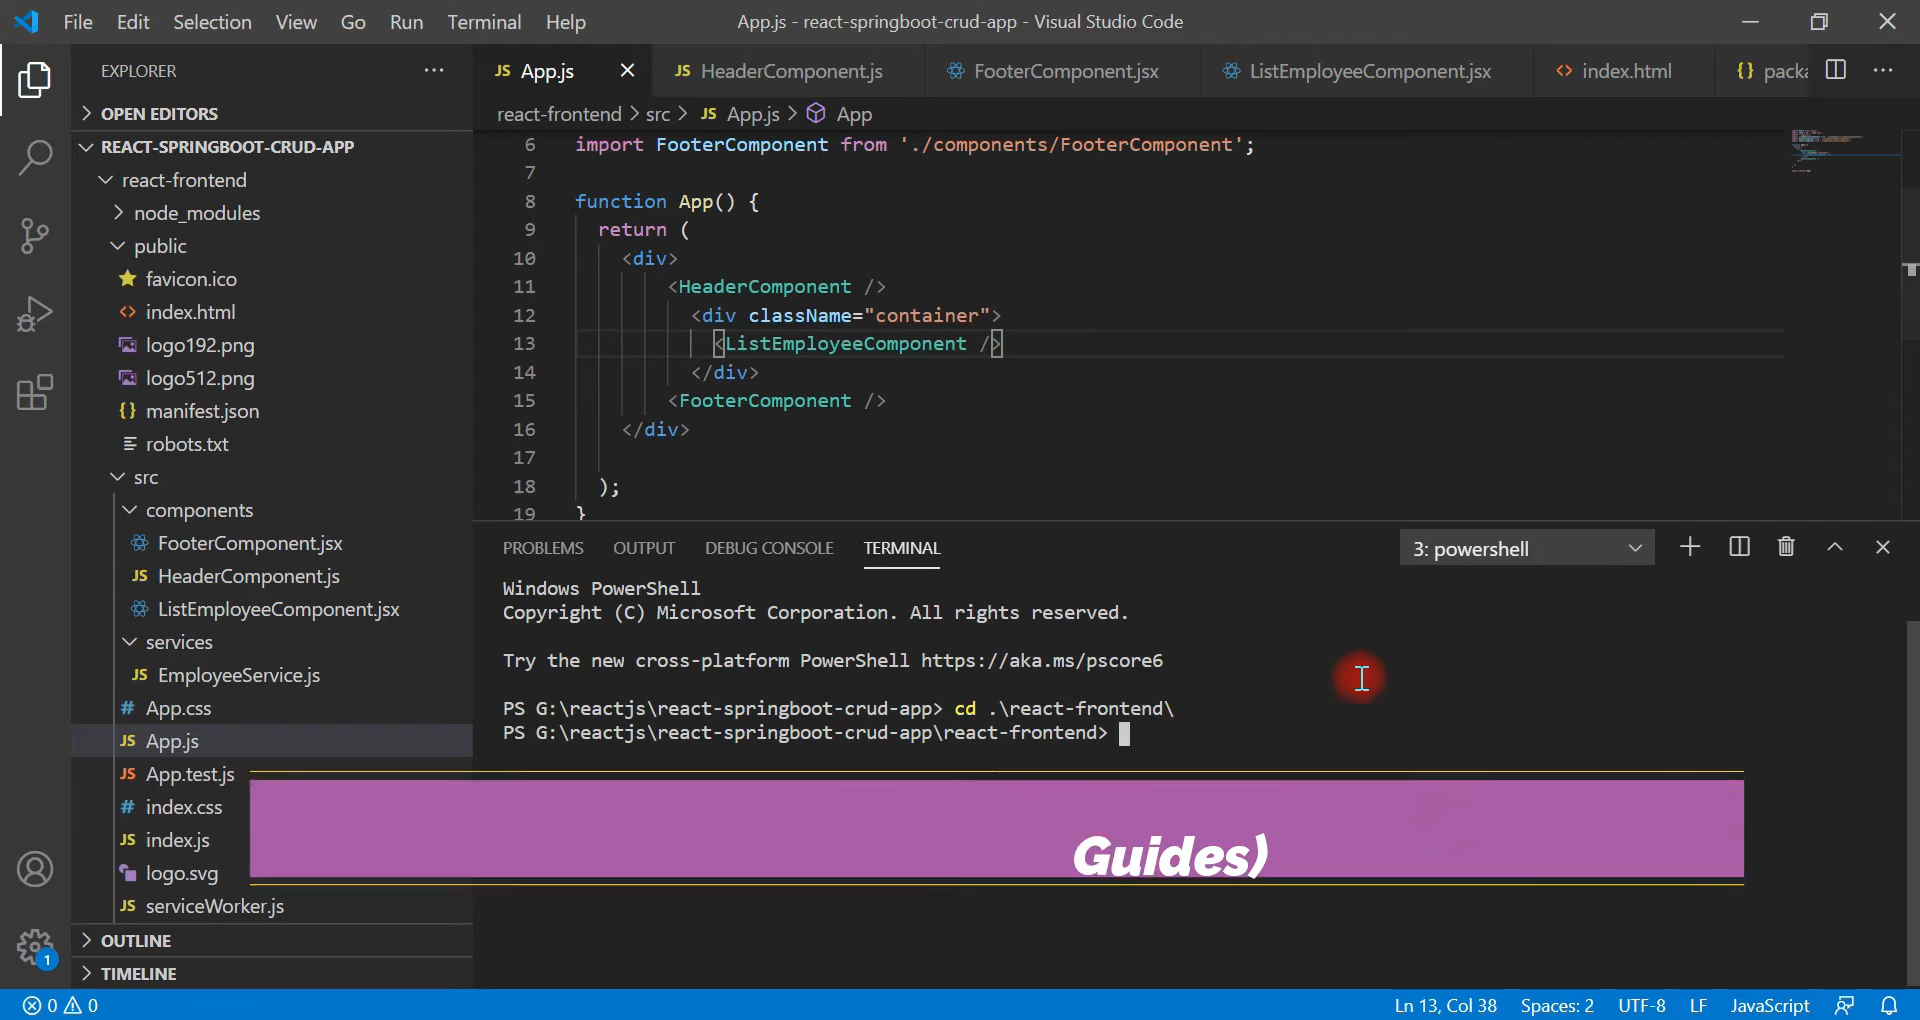 File Edit Selection View Go Run Terminal Help
App.js - react-springboot-crud-app - Visual Studio Code
EXPLORER
OPEN EDITORS
REACT-SPRINGBOOT-CRUD-APP
react-frontend
node_modules
public
favicon.ico
index.html
logo192.png
logo512.png
manifest.json
robots.txt
src
components
FooterComponent.jsx
JS HeaderComponent.js
ListEmployeeComponent.jsx
services
JS EmployeeService.js
# App.css
JS App.js
JS App.test.js
# index.css
JS index.js
logo.svg
JS serviceWorker.js
OUTLINE
TIMELINE
JS App.js
JS HeaderComponent.js
FooterComponent.jsx
ListEmployeeComponent.jsx
<> index.html
{} packa
react-frontend > src > JS App.js > App
6 import FooterComponent from './components/FooterComponent';
7
8 function App() {
9 return (
10 <div>
11 <HeaderComponent />
12 <div className="container">
13 <ListEmployeeComponent />
14 </div>
15 <FooterComponent />
16 </div>
17
18 );
19 }
PROBLEMS OUTPUT DEBUG CONSOLE TERMINAL
3: powershell
Windows PowerShell
Copyright (C) Microsoft Corporation. All rights reserved.
Try the new cross-platform PowerShell https://aka.ms/pscore6
PS G:\reactjs\react-springboot-crud-app> cd .\react-frontend\
PS G:\reactjs\react-springboot-crud-app\react-frontend>
Guides)
1
0 0
Ln 13, Col 38 Spaces: 2 UTF-8 LF JavaScript